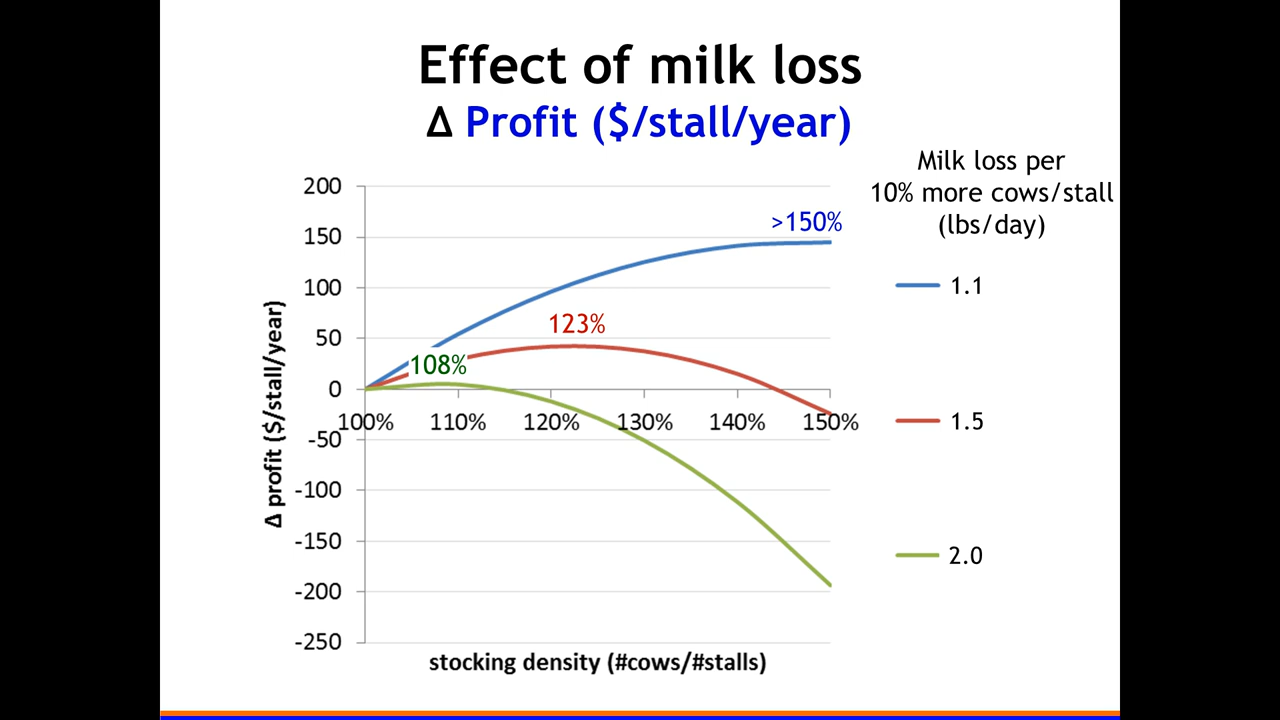 Effect of milk loss
Δ Profit ($/stall/year)
Milk loss per
10% more cows/stall
(lbs/day)
1.1
1.5
2.0
>150%
123%
108%
200
150
100
50
0
-50
-100
-150
-200
-250
Δ profit ($/stall/year)
100% 110% 120% 130% 140% 150%
stocking density (#cows/#stalls)